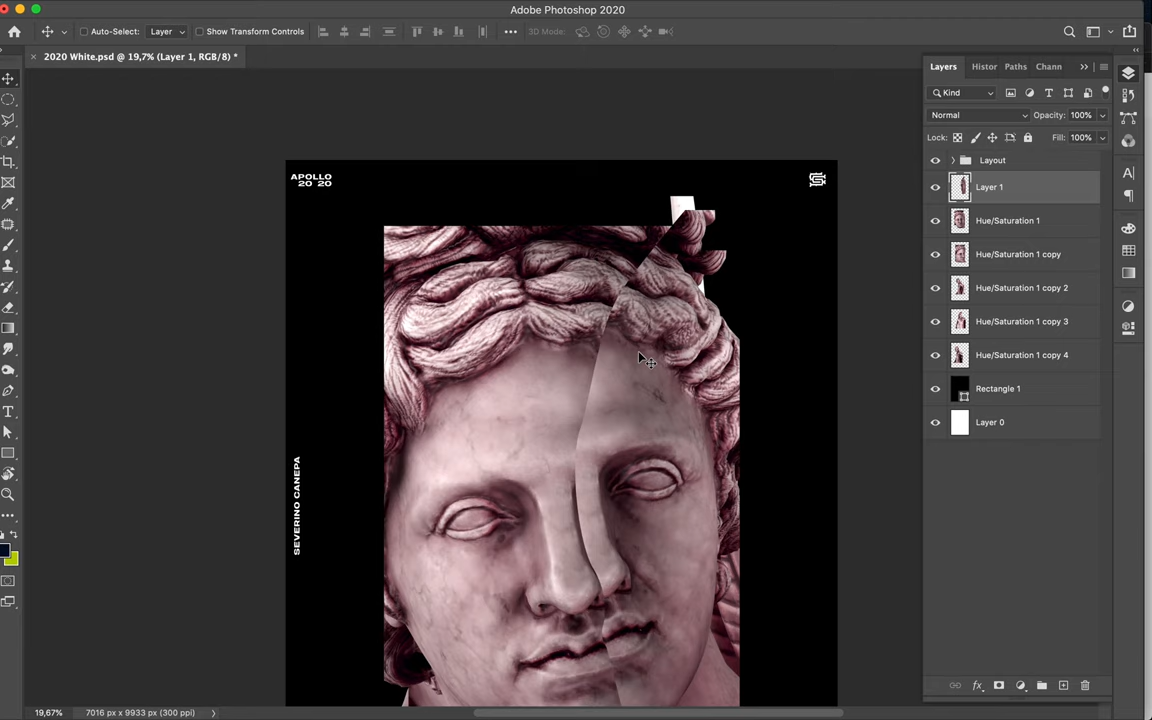 Adobe Photoshop 2020
Auto-Select: Layer Show Transform Controls 3D Mode:
2020 White.psd @ 19,7% (Layer 1, RGB/8) *
Layers Histor Paths Chann
Kind
Normal Opacity: 100%
Lock: Fill: 100%
Layout
Layer 1
Hue/Saturation 1
Hue/Saturation 1 copy
Hue/Saturation 1 copy 2
Hue/Saturation 1 copy 3
Hue/Saturation 1 copy 4
Rectangle 1
Layer 0
APOLLO
20 20
SEVERINO CANEPA
19,67% 7016 px x 9933 px (300 ppi)